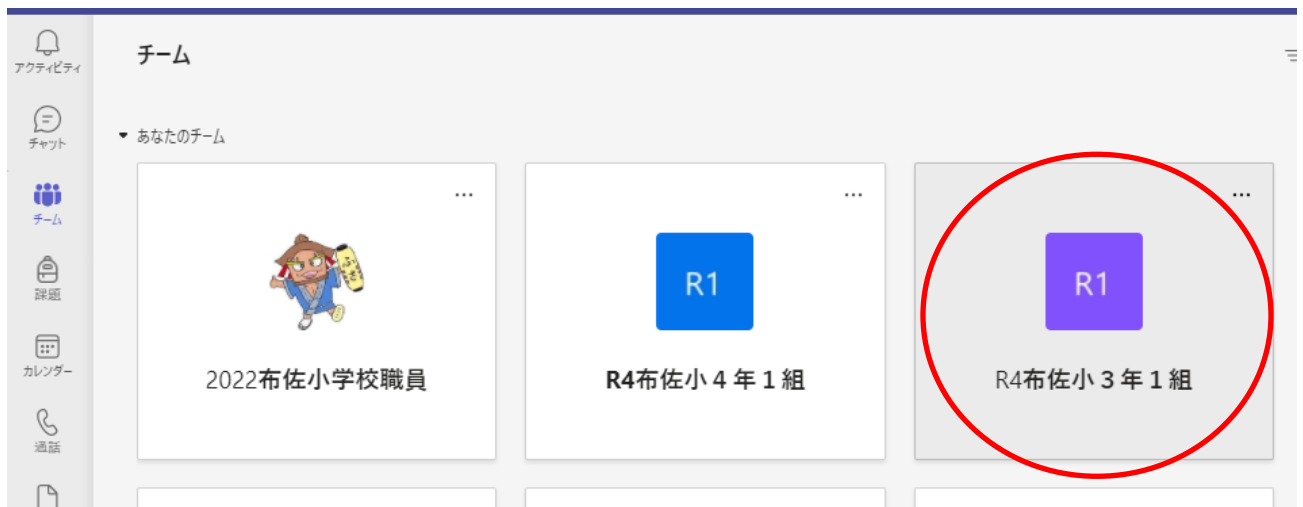 アクティビティ
チーム
チャット
あなたのチーム
チーム
課題
カレンダー
通話
2022布佐小学校職員
R1
R4布佐小４年１組
R1
R4布佐小３年１組